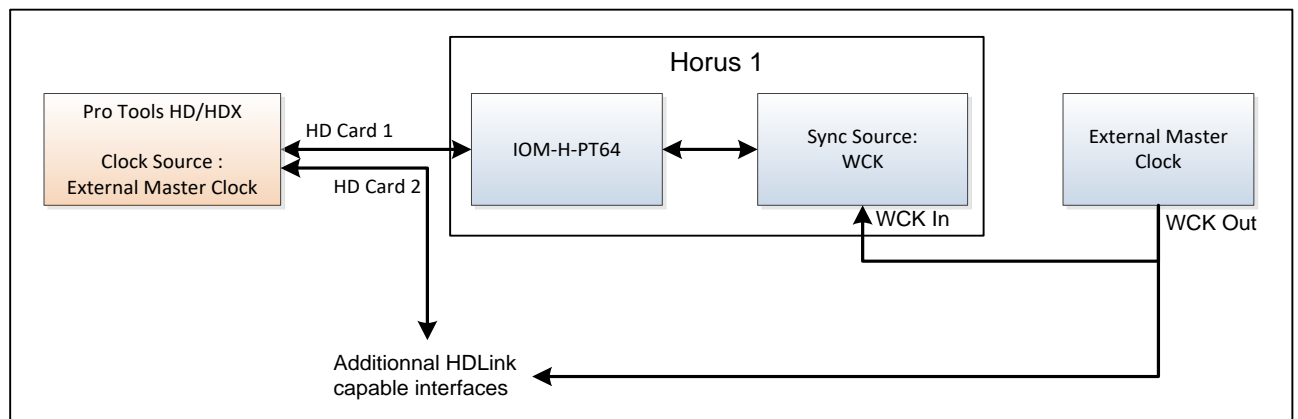 Horus 1
Pro Tools HD/HDX
Clock Source :
External Master Clock
HD Card 1
HD Card 2
IOM-H-PT64
Sync Source:
WCK
WCK In
External Master
Clock
WCK Out
Additionnal HDLink
capable interfaces